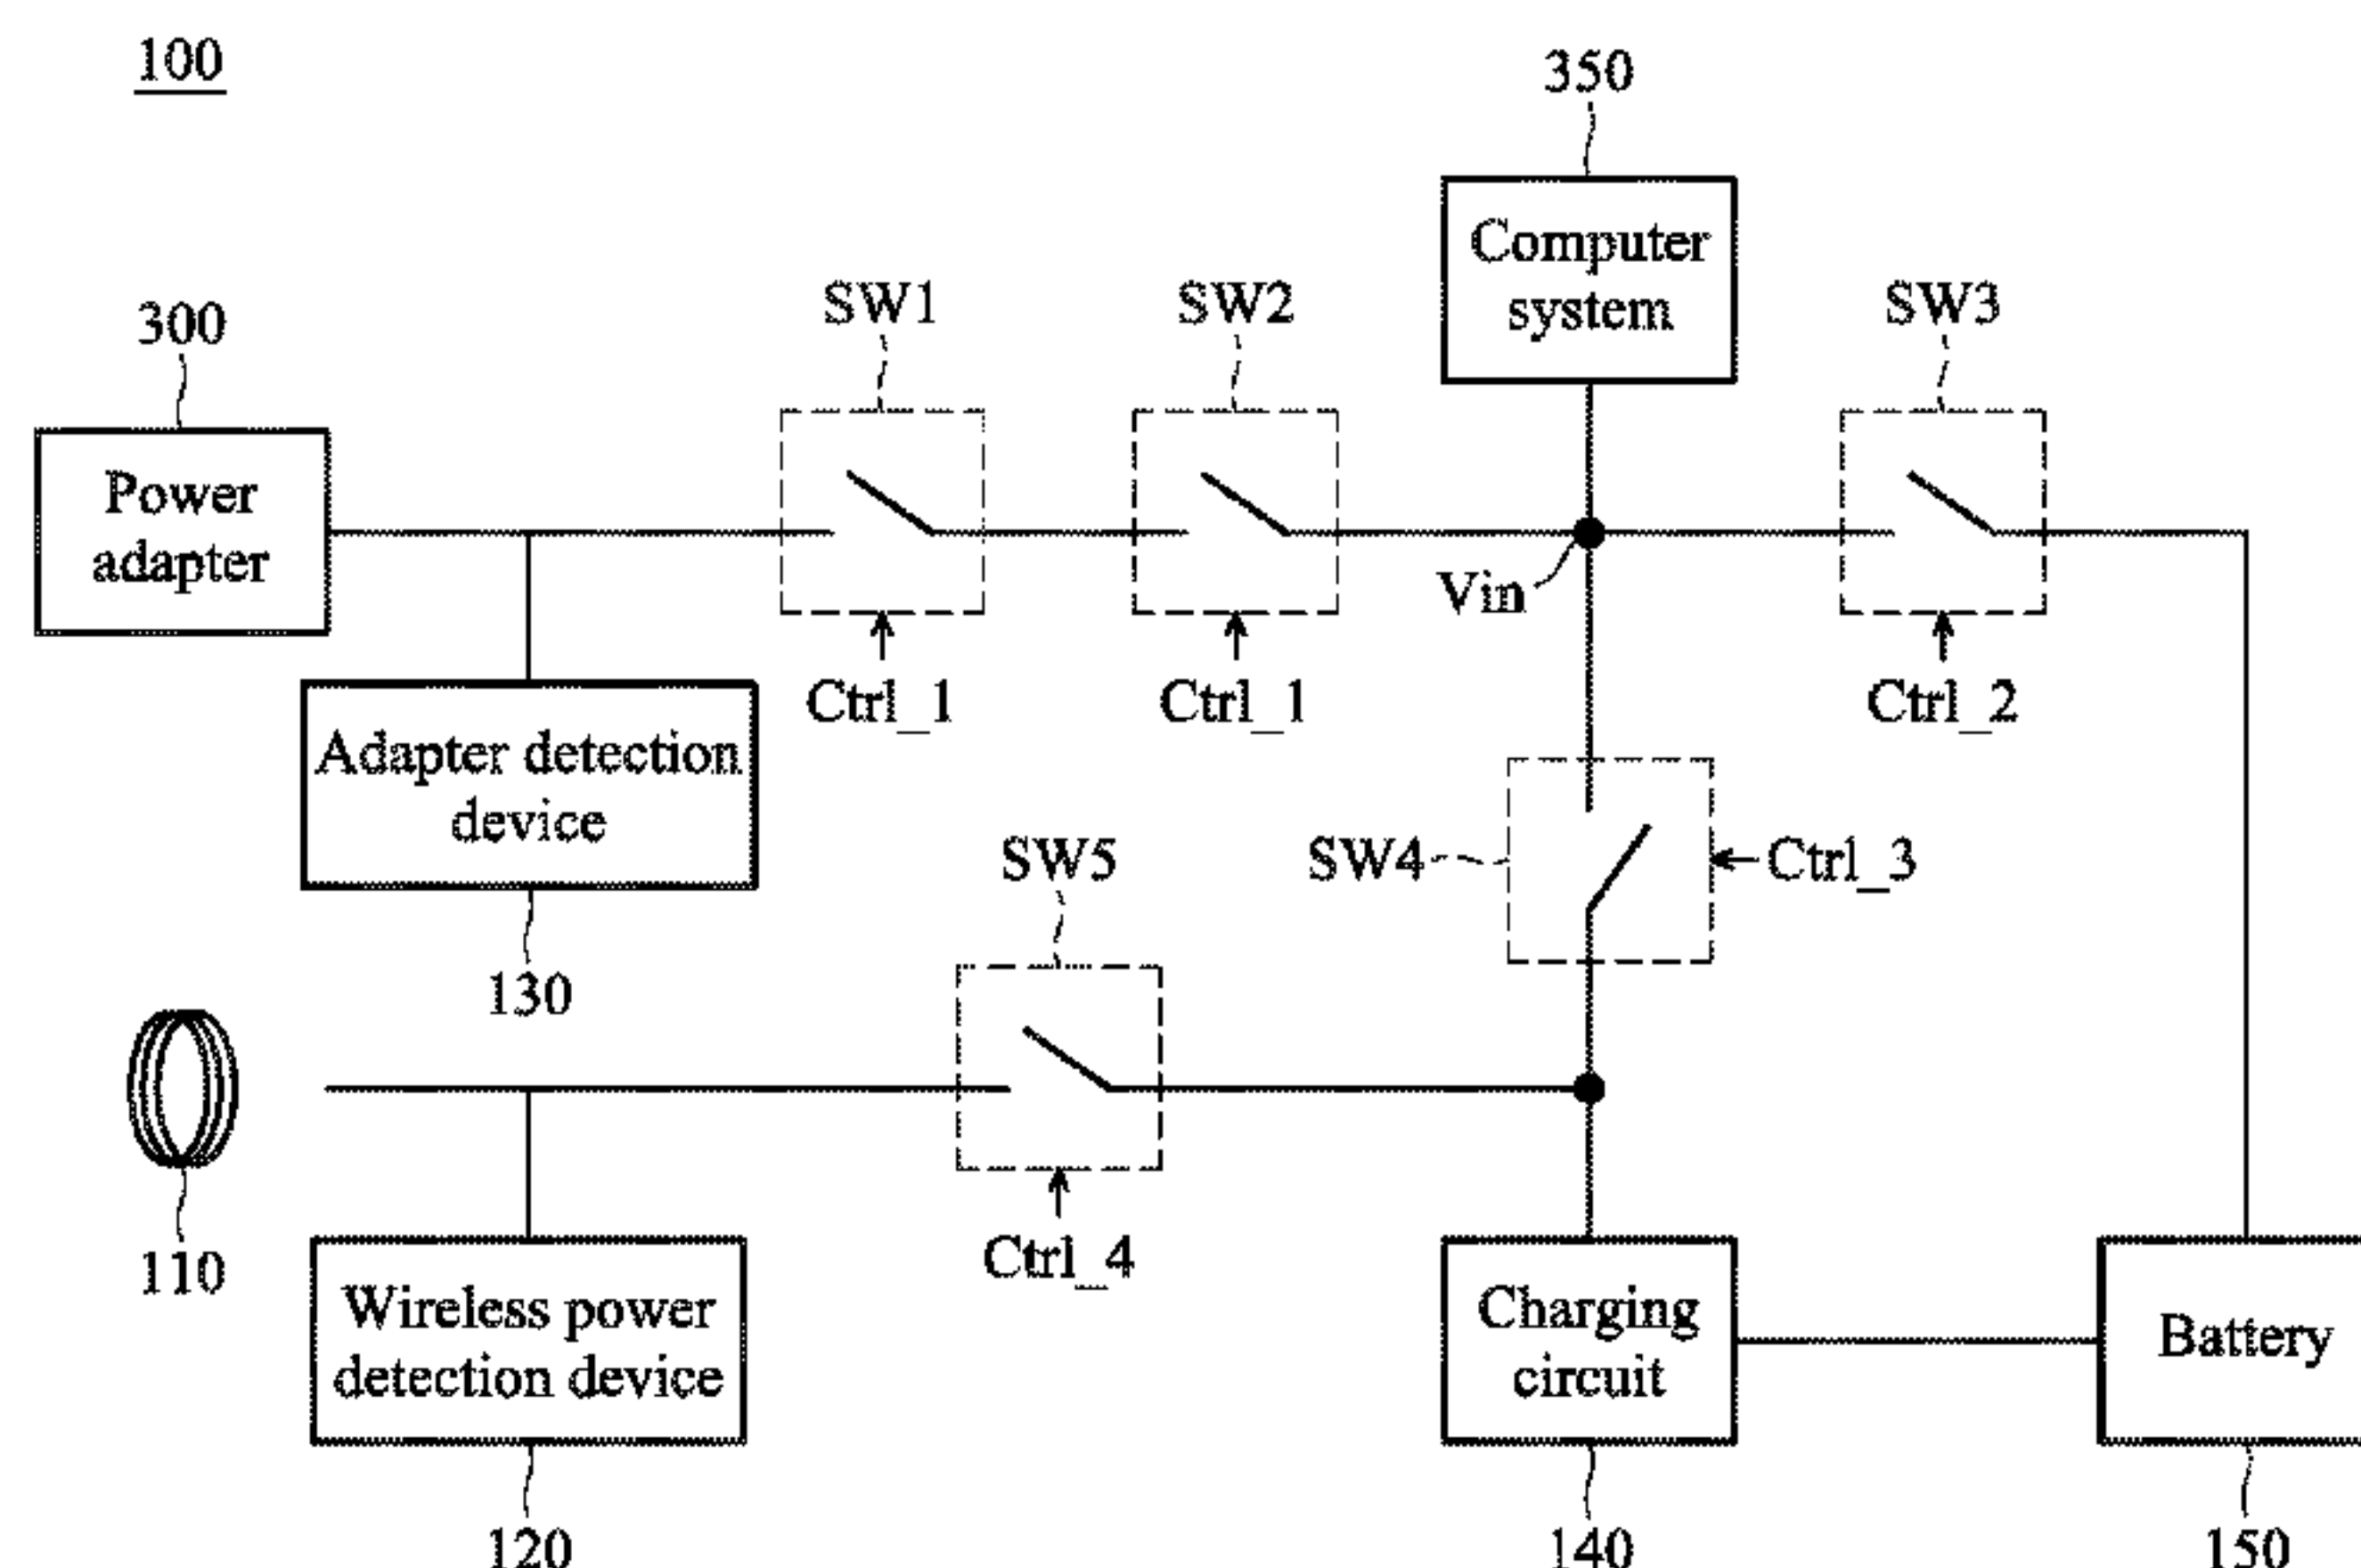 100
350
Computer
system
SW1
SW2
SW3
300
Power
adapter
Vin
Ctrl_1
Ctrl_1
Ctrl_2
Adapter detection
device
SW5
SW4
Ctrl_3
130
110
Ctrl_4
Wireless power
detection device
Charging
circuit
Battery
120
140
150